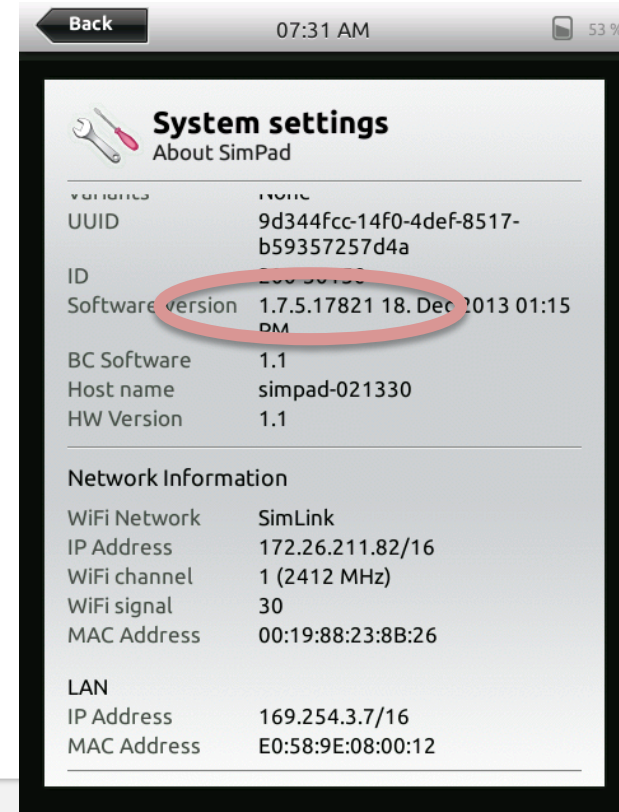 Back 07:31 AM 53 %
System settings
About SimPad
Variants None
UUID 9d344fcc-14f0-4def-8517-
b59357257d4a
ID
Software version 1.7.5.17821 18. Dec 2013 01:15
PM
BC Software 1.1
Host name simpad-021330
HW Version 1.1
Network Information
WiFi Network SimLink
IP Address 172.26.211.82/16
WiFi channel 1 (2412 MHz)
WiFi signal 30
MAC Address 00:19:88:23:8B:26
LAN
IP Address 169.254.3.7/16
MAC Address E0:58:9E:08:00:12